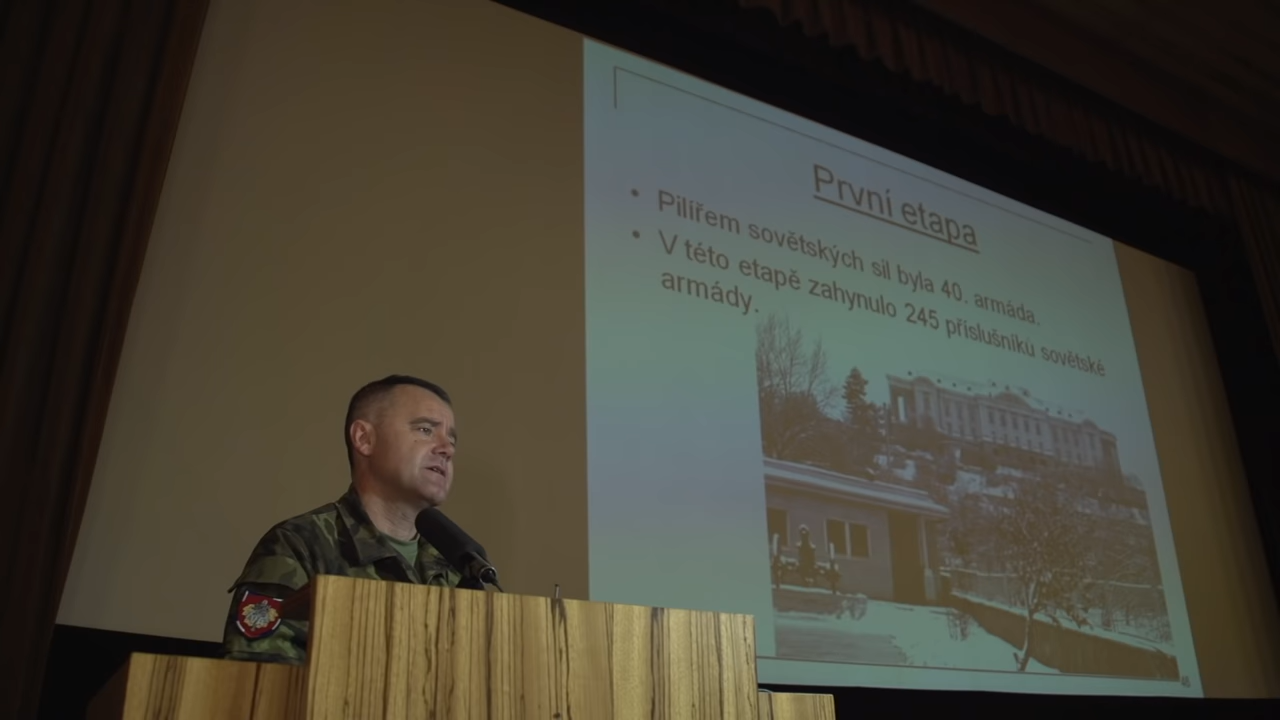 První etapa
• Pilířem sovětských sil byla 40. armáda.
• V této etapě zahynulo 245 příslušníků sovětské
armády.